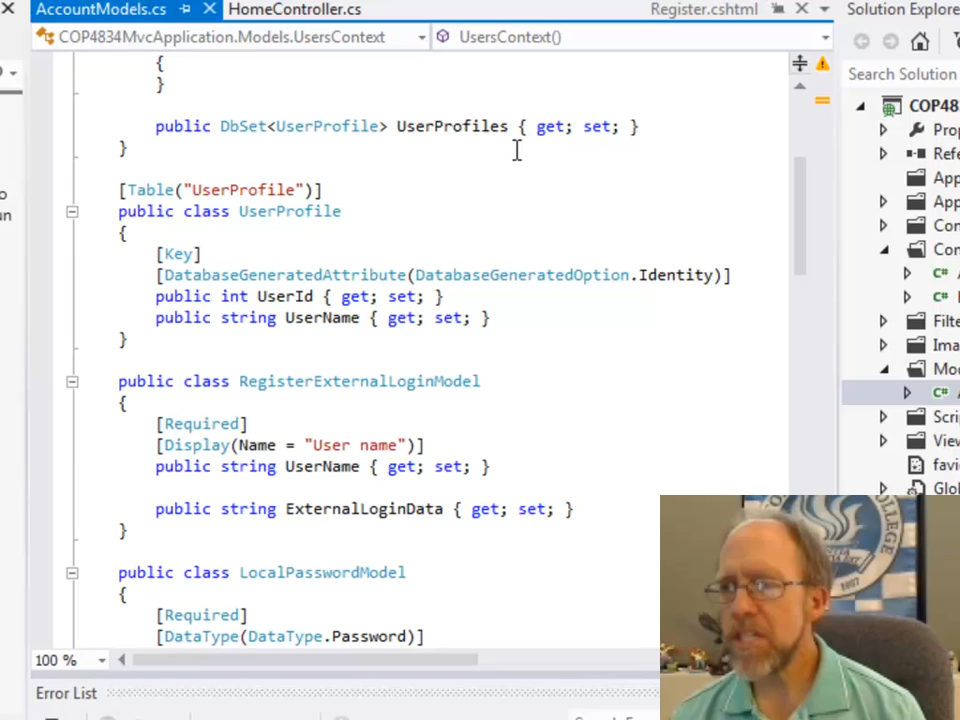 AccountModels.cs
HomeController.cs
Register.cshtml
Solution Explore
COP4834MvcApplication.Models.UsersContext
UsersContext()
Search Solution
{
}
public DbSet<UserProfile> UserProfiles { get; set; }
}
[Table("UserProfile")]
public class UserProfile
{
[Key]
[DatabaseGeneratedAttribute(DatabaseGeneratedOption.Identity)]
public int UserId { get; set; }
public string UserName { get; set; }
}
public class RegisterExternalLoginModel
{
[Required]
[Display(Name = "User name")]
public string UserName { get; set; }
public string ExternalLoginData { get; set; }
}
public class LocalPasswordModel
{
[Required]
[DataType(DataType.Password)]
100 %
Error List
COP48
Prop
Refe
App
App
Con
Con
C#
C#
Filte
Ima
Mod
C#
Scri
View
favi
Glo
COLLEGE